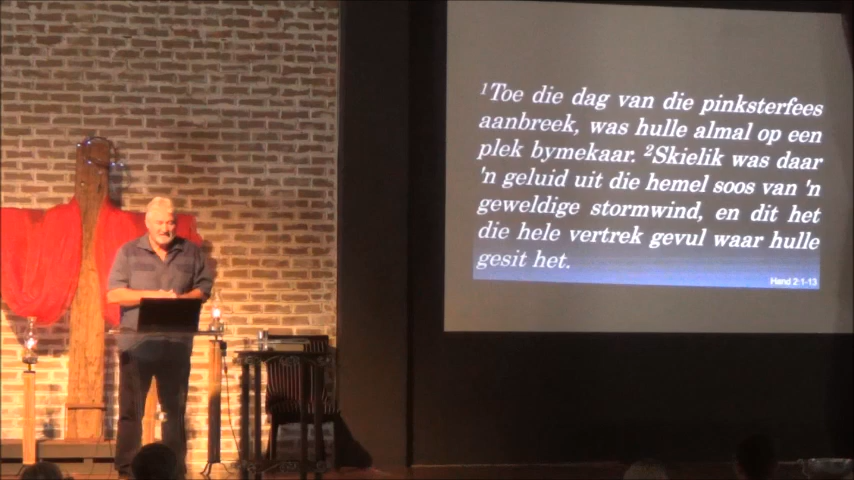 ¹Toe die dag van die pinksterfees
aanbreek, was hulle almal op een
plek bymekaar. ²Skielik was daar
'n geluid uit die hemel soos van 'n
geweldige stormwind, en dit het
die hele vertrek gevul waar hulle
gesit het.
Hand 2:1-13